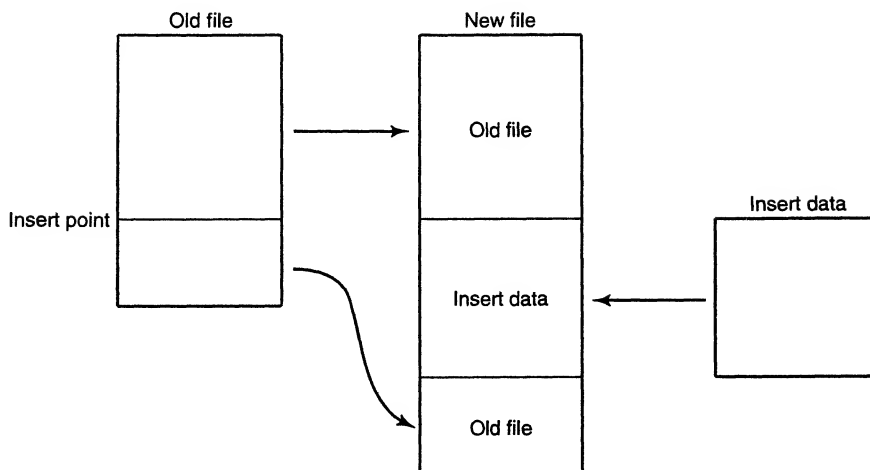 Old file
New file
Old file
Insert point
Insert data
Insert data
Old file